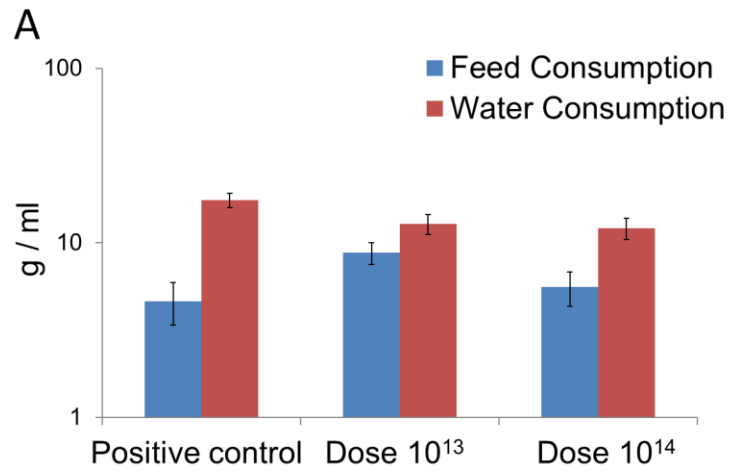 A
100
Feed Consumption
Water Consumption
g / ml
10
1
Positive control Dose 10¹³ Dose 10¹⁴